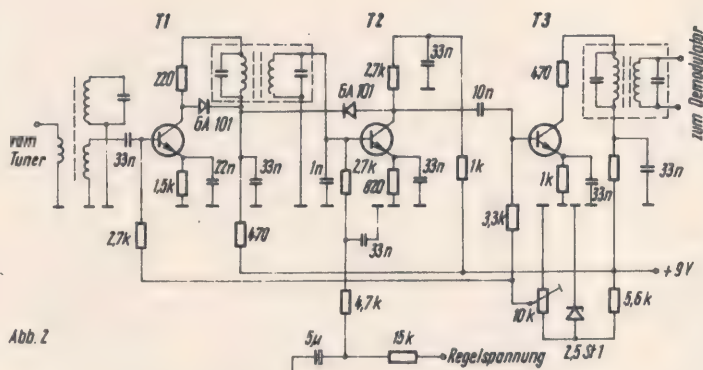 T1
T2
T3
220
GA 101
2,7k
33n
GA 101
10n
470
zum Demodulator
vom
Tuner
33n
1,5k
22n
33n
1n
2,7k
820
33n
1k
1k
33n
33n
2,7k
470
33n
3,3k
+9V
10k
5,6k
4,7k
2,5 St 1
Abb. 2
5µ
15k
Regelspannung